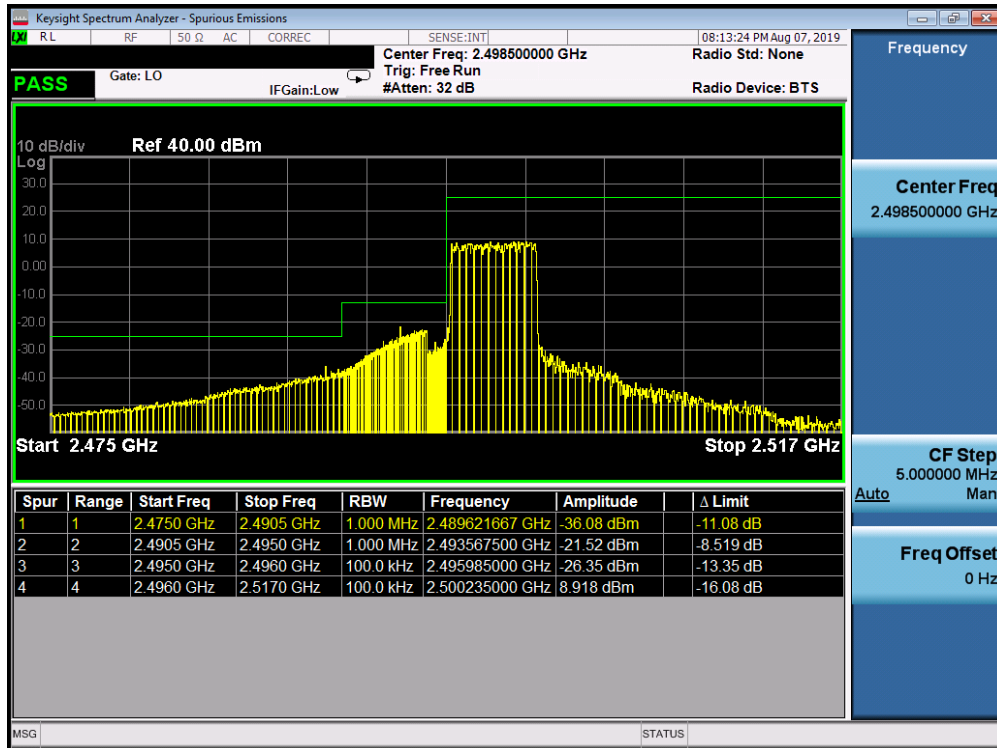 Keysight Spectrum Analyzer - Spurious Emissions
LXI RL RF 50 Ω AC CORREC SENSE:INT 08:13:24 PM Aug 07, 2019
Frequency
Center Freq: 2.498500000 GHz Radio Std: None
PASS Gate: LO Trig: Free Run
IFGain:Low #Atten: 32 dB Radio Device: BTS
10 dB/div Ref 40.00 dBm
Log
30.0
20.0
10.0
0.00
-10.0
-20.0
-30.0
-40.0
-50.0
Start 2.475 GHz Stop 2.517 GHz
Spur Range Start Freq Stop Freq RBW Frequency Amplitude Δ Limit
1 1 2.4750 GHz 2.4905 GHz 1.000 MHz 2.489621667 GHz -36.08 dBm -11.08 dB
2 2 2.4905 GHz 2.4950 GHz 1.000 MHz 2.493567500 GHz -21.52 dBm -8.519 dB
3 3 2.4950 GHz 2.4960 GHz 100.0 kHz 2.495985000 GHz -26.35 dBm -13.35 dB
4 4 2.4960 GHz 2.5170 GHz 100.0 kHz 2.500235000 GHz 8.918 dBm -16.08 dB
Center Freq
2.498500000 GHz
CF Step
5.000000 MHz
Auto Man
Freq Offset
0 Hz
MSG STATUS